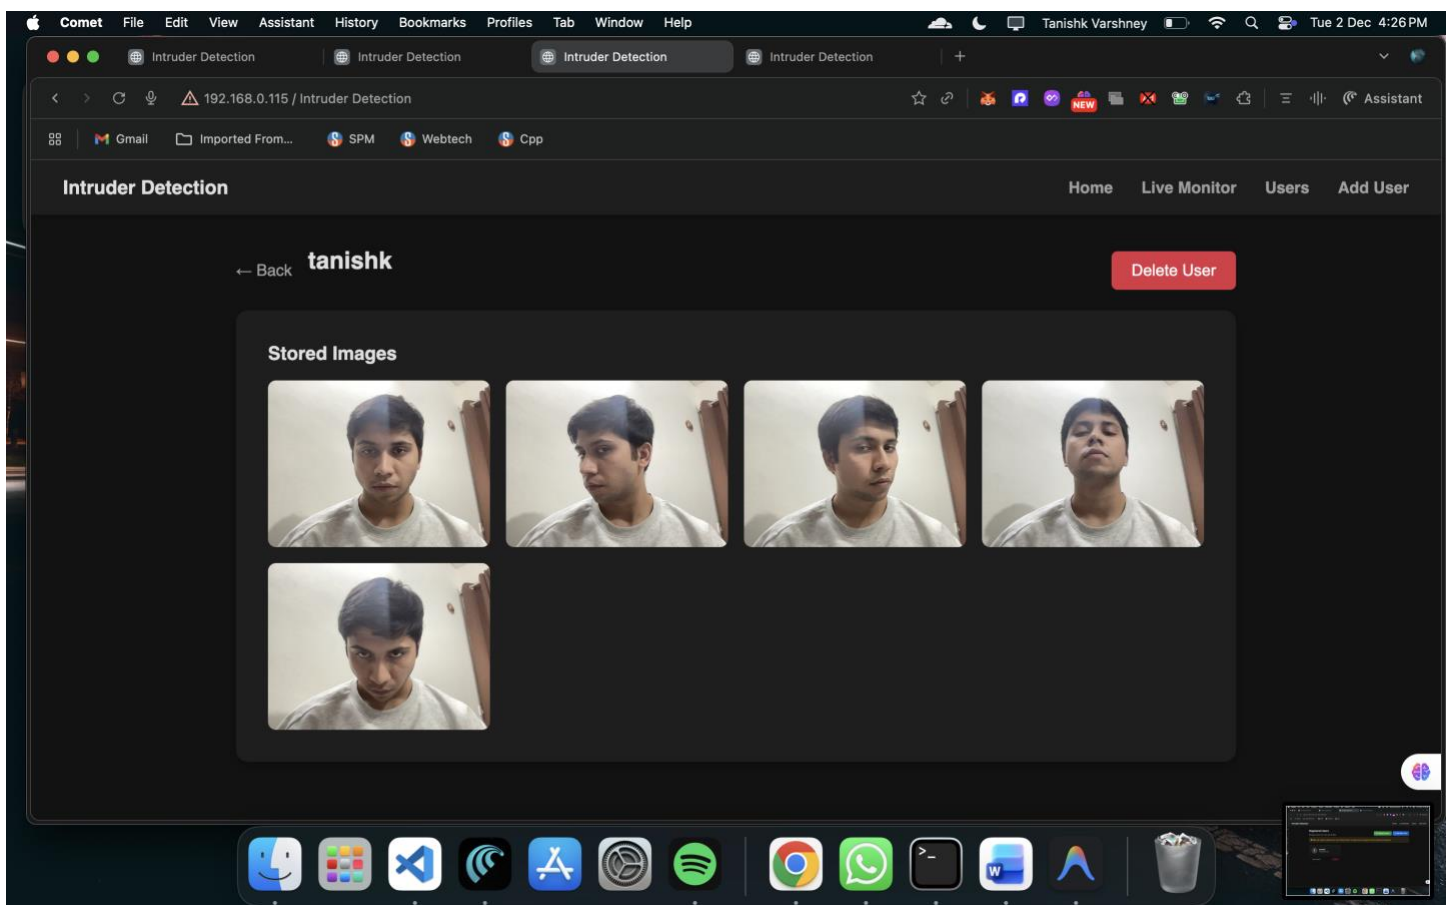 Comet File Edit View Assistant History Bookmarks Profiles Tab Window Help Tanishk Varshney Tue 2 Dec 4:26 PM
Intruder Detection Intruder Detection Intruder Detection Intruder Detection
192.168.0.115 / Intruder Detection NEW Assistant
Gmail Imported From... SPM Webtech Cpp
Intruder Detection Home Live Monitor Users Add User
← Back tanishk Delete User
Stored Images